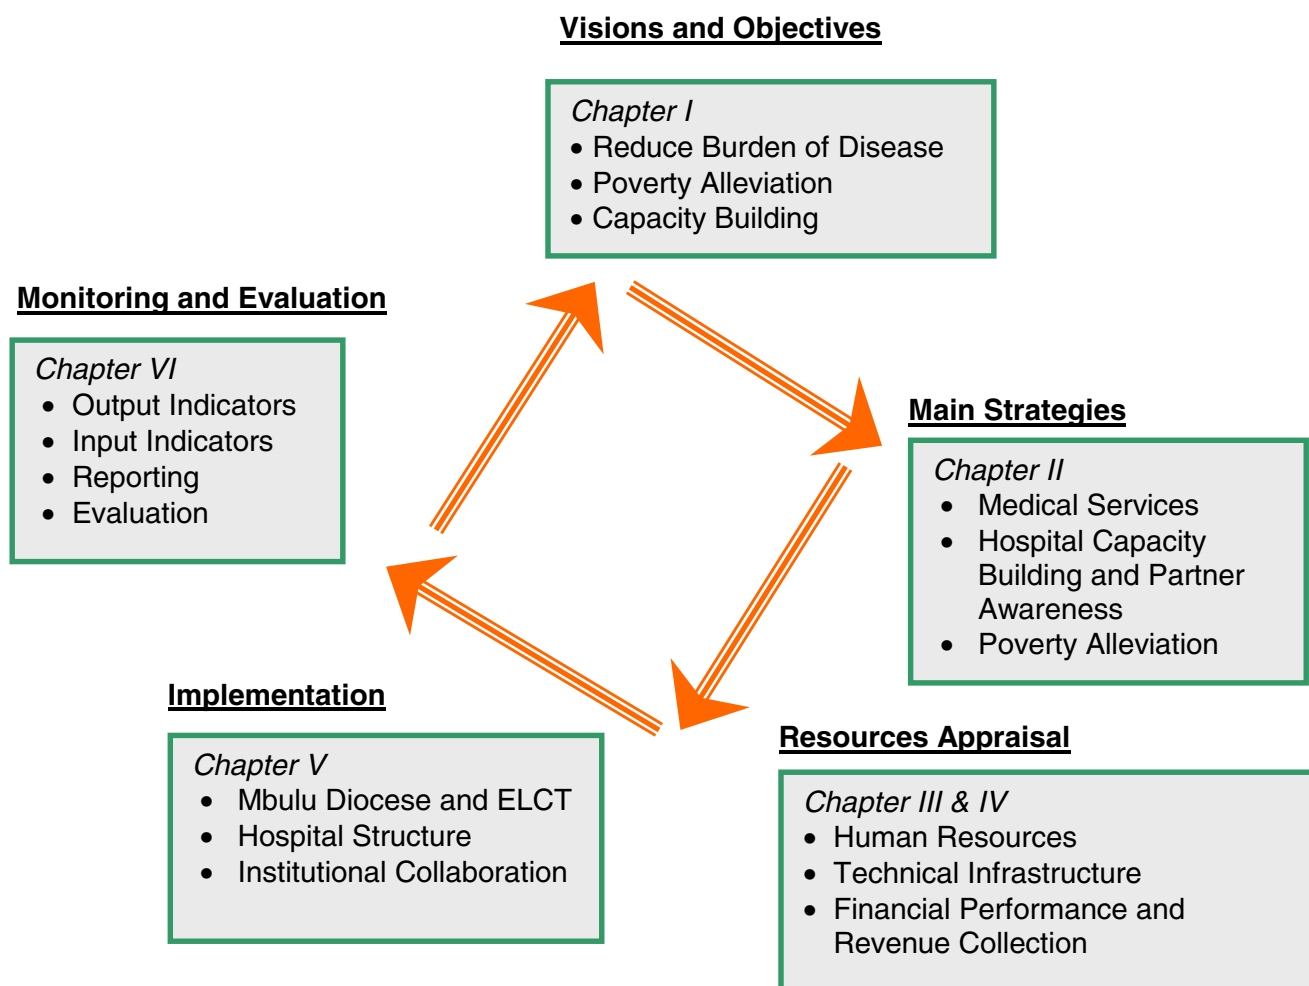 Visions and Objectives
Chapter I
• Reduce Burden of Disease
• Poverty Alleviation
• Capacity Building
Monitoring and Evaluation
Chapter VI
• Output Indicators
• Input Indicators
• Reporting
• Evaluation
Main Strategies
Chapter II
• Medical Services
• Hospital Capacity
Building and Partner
Awareness
• Poverty Alleviation
Implementation
Chapter V
• Mbulu Diocese and ELCT
• Hospital Structure
• Institutional Collaboration
Resources Appraisal
Chapter III & IV
• Human Resources
• Technical Infrastructure
• Financial Performance and
Revenue Collection